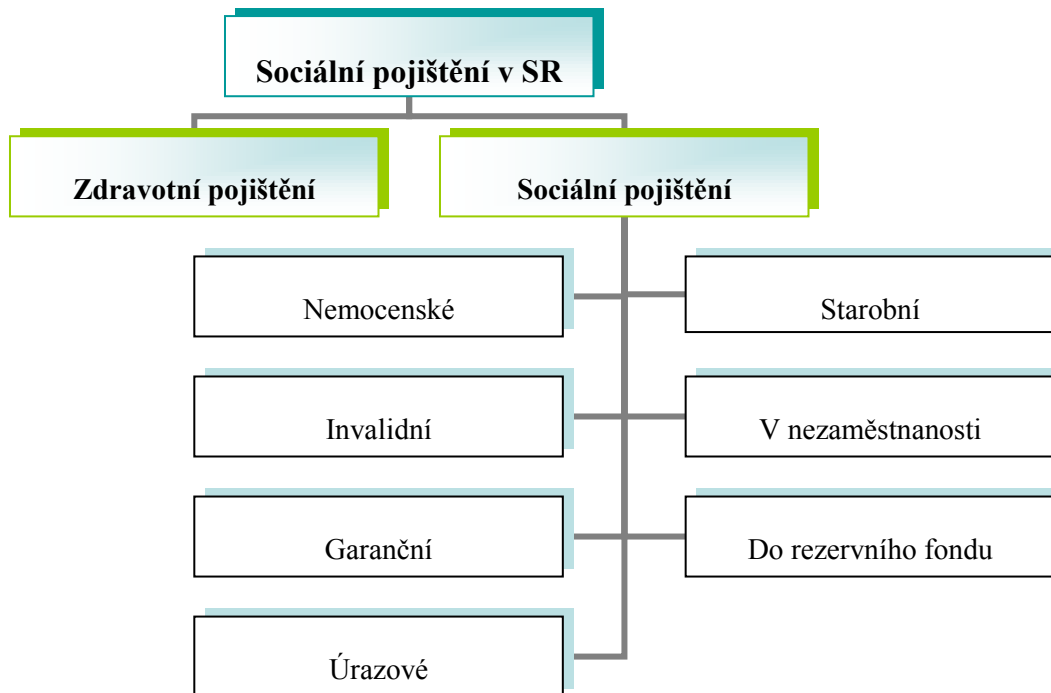 Sociální pojištění v SR
Zdravotní pojištění
Sociální pojištění
Nemocenské
Starobní
Invalidní
V nezaměstnanosti
Garanční
Do rezervního fondu
Úrazové